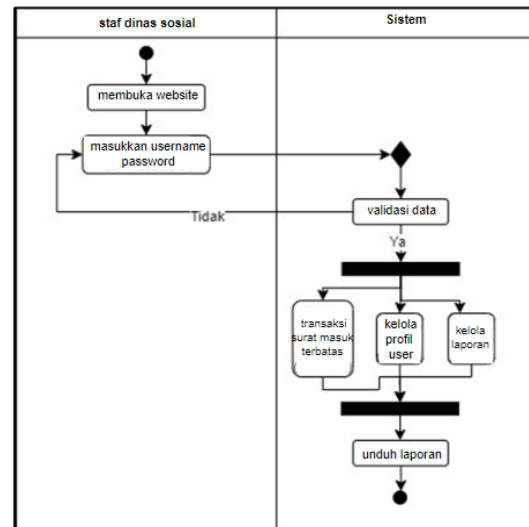 staf dinas sosial
Sistem
membuka website
masukkan username
password
validasi data
Tidak
Ya
transaksi
surat masuk
terbatas
kelola
profil
user
kelola
laporan
unduh laporan